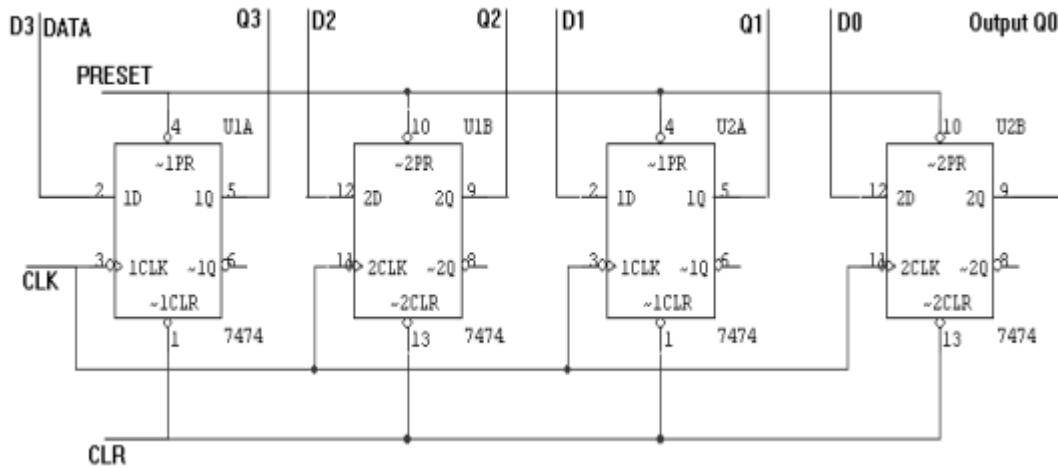 D3 DATA Q3 D2 Q2 D1 Q1 D0 Output Q0
PRESET
4 U1A 10 U1B 4 U2A 10 U2B
~1PR ~2PR ~1PR ~2PR
2 1D 1Q 5 12 2D 2Q 9 2 1D 1Q 5 12 2D 2Q 9
3 1CLK ~1Q 6 11 2CLK ~2Q 8 3 1CLK ~1Q 6 11 2CLK ~2Q 8
CLK
~1CLR ~2CLR ~1CLR ~2CLR
1 7474 13 7474 1 7474 13 7474
CLR